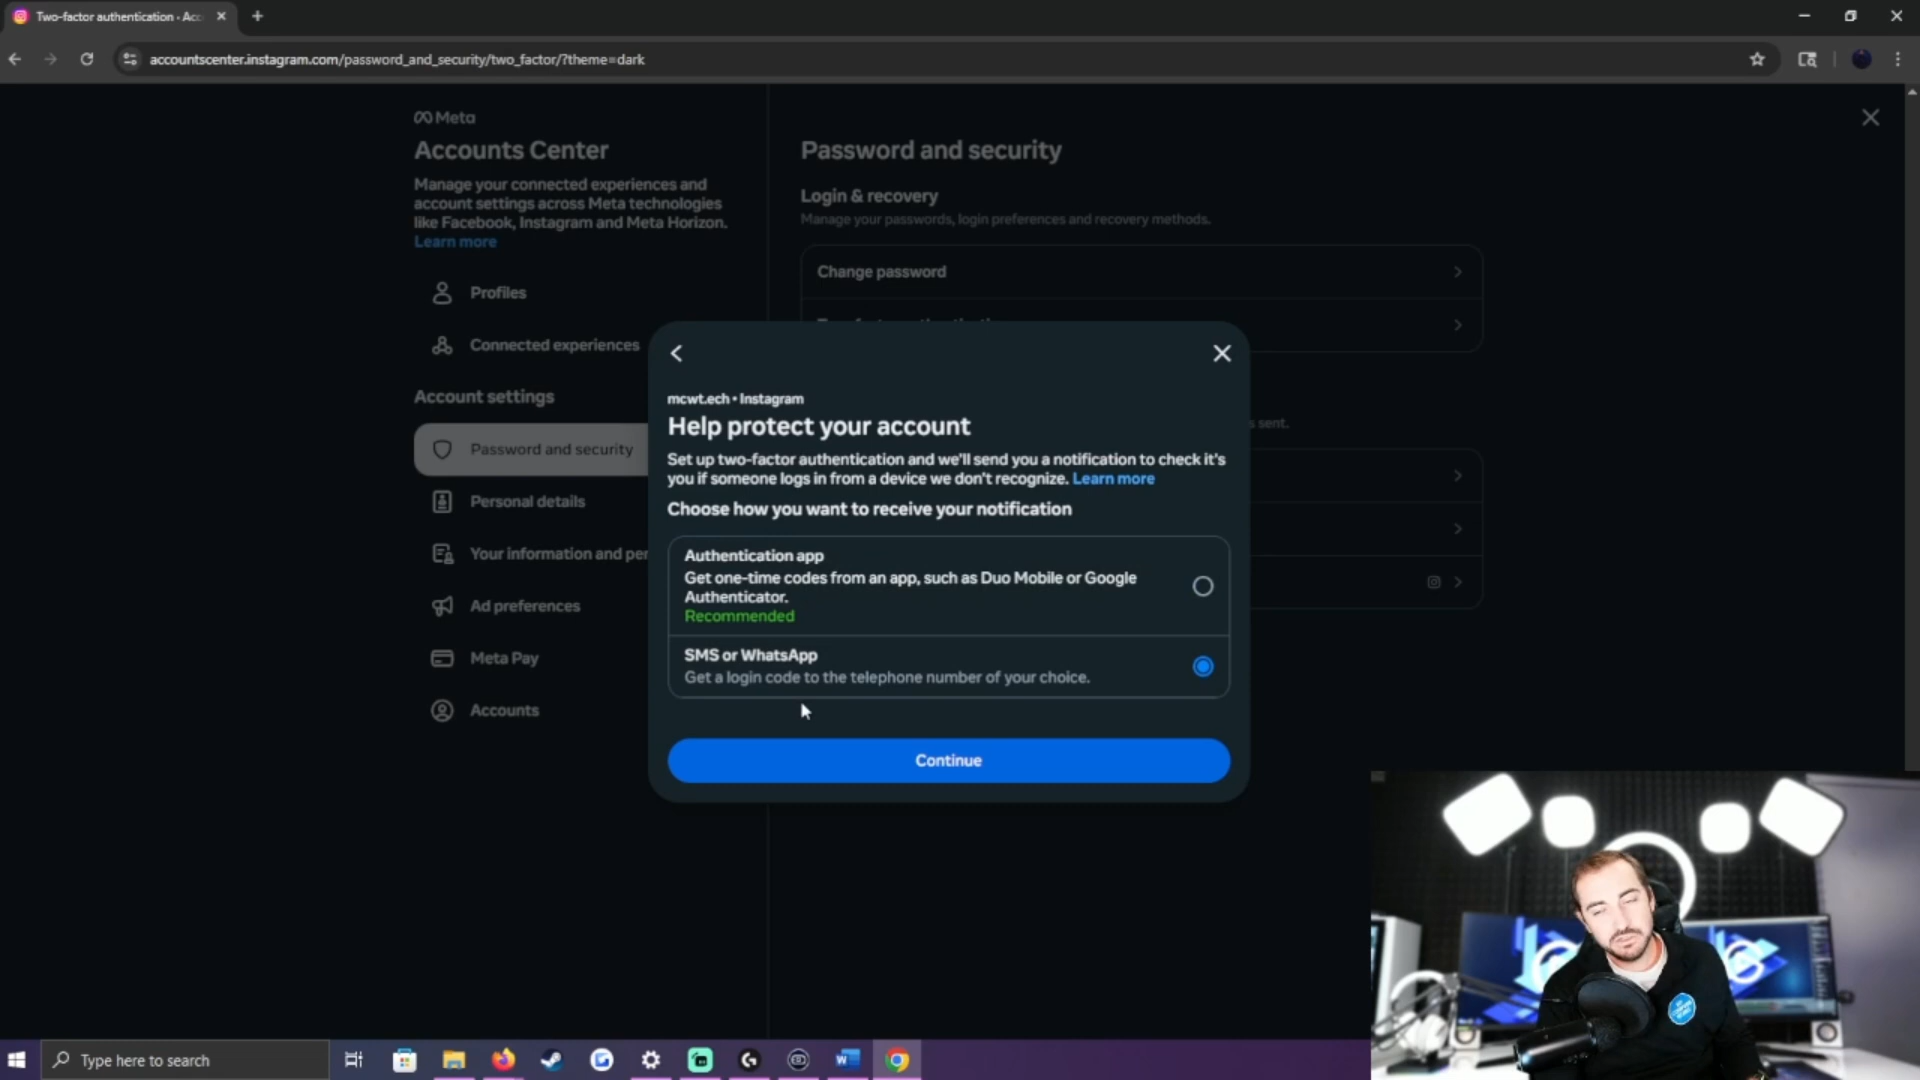 Two-factor authentication • Acc
accountscenter.instagram.com/password_and_security/two_factor/?theme=dark
Meta
Accounts Center
Manage your connected experiences and
account settings across Meta technologies
like Facebook, Instagram and Meta Horizon.
Learn more
Profiles
Connected experiences
Account settings
Password and security
Personal details
Your information and per
Ad preferences
Meta Pay
Accounts
Password and security
Login & recovery
Manage your passwords, login preferences and recovery methods.
Change password
s sent.
mcwt.ech • Instagram
Help protect your account
Set up two-factor authentication and we'll send you a notification to check it's
you if someone logs in from a device we don't recognize. Learn more
Choose how you want to receive your notification
Authentication app
Get one-time codes from an app, such as Duo Mobile or Google
Authenticator.
Recommended
SMS or WhatsApp
Get a login code to the telephone number of your choice.
Continue
Type here to search